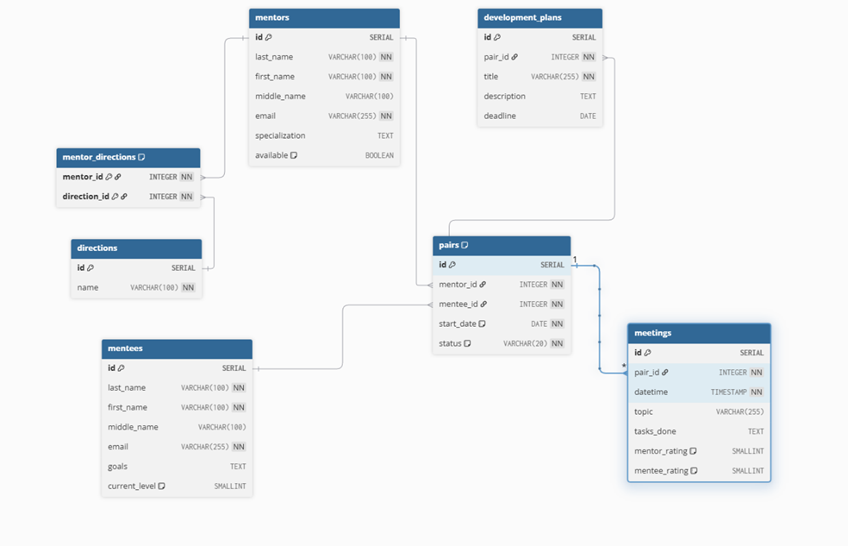 mentors
id SERIAL
last_name VARCHAR(100) NN
first_name VARCHAR(100) NN
middle_name VARCHAR(100)
email VARCHAR(255) NN
specialization TEXT
available BOOLEAN
development_plans
id SERIAL
pair_id INTEGER NN
title VARCHAR(255) NN
description TEXT
deadline DATE
mentor_directions
mentor_id INTEGER NN
direction_id INTEGER NN
directions
id SERIAL
name VARCHAR(100) NN
pairs
id SERIAL
mentor_id INTEGER NN
mentee_id INTEGER NN
start_date DATE NN
status VARCHAR(20) NN
1
*
mentees
id SERIAL
last_name VARCHAR(100) NN
first_name VARCHAR(100) NN
middle_name VARCHAR(100)
email VARCHAR(255) NN
goals TEXT
current_level SMALLINT
meetings
id SERIAL
pair_id INTEGER NN
datetime TIMESTAMP NN
topic VARCHAR(255)
tasks_done TEXT
mentor_rating SMALLINT
mentee_rating SMALLINT